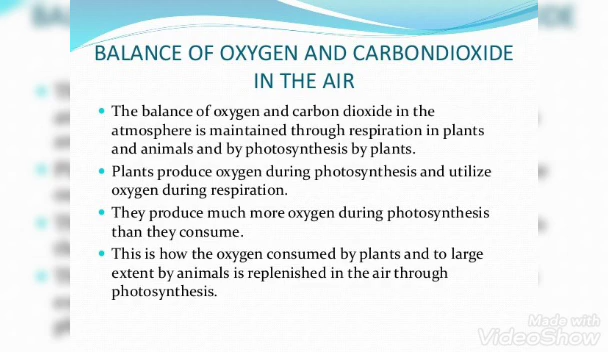 BALANCE OF OXYGEN AND CARBONDIOXIDE
IN THE AIR
• The balance of oxygen and carbon dioxide in the
atmosphere is maintained through respiration in plants
and animals and by photosynthesis by plants.
• Plants produce oxygen during photosynthesis and utilize
oxygen during respiration.
• They produce much more oxygen during photosynthesis
than they consume.
• This is how the oxygen consumed by plants and to large
extent by animals is replenished in the air through
photosynthesis.
Made with
VideoShow